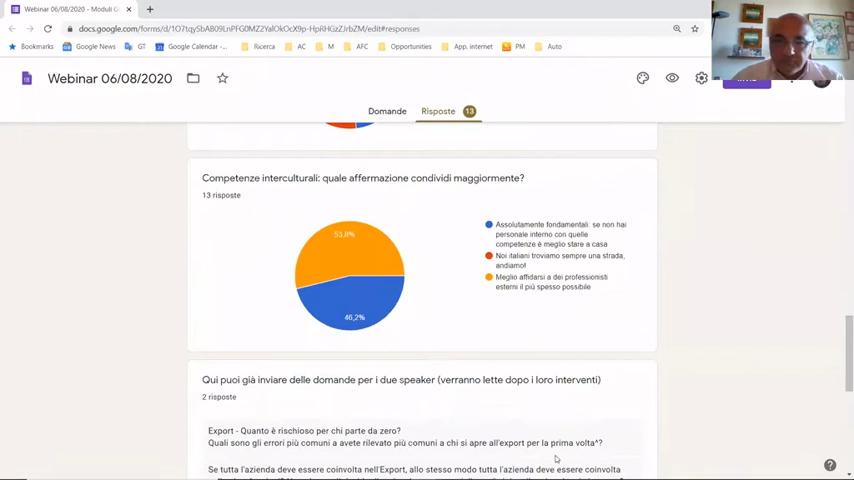 Webinar 06/08/2020 - Moduli G
docs.google.com/forms/d/
/edit#responses
Bookmarks
Google News
GT
Google Calendar -...
Ricerca
AC
M
AFC
Opportunities
App. internet
PM
Auto
Webinar 06/08/2020
Domande
Risposte 13
Competenze interculturali: quale affermazione condividi maggiormente?
13 risposte
53,8%
46,2%
Assolutamente fondamentali: se non hai
personale interno con quelle
competenze è meglio stare a casa
Noi italiani troviamo sempre una strada,
andiamo!
Meglio affidarsi a dei professionisti
esterni il più spesso possibile
Qui puoi già inviare delle domande per i due speaker (verranno lette dopo i loro interventi)
2 risposte
Export - Quanto è rischioso per chi parte da zero?
Quali sono gli errori più comuni a avete rilevato più comuni a chi si apre all'export per la prima volta^?
Se tutta l'azienda deve essere coinvolta nell'Export, allo stesso modo tutta l'azienda deve essere coinvolta